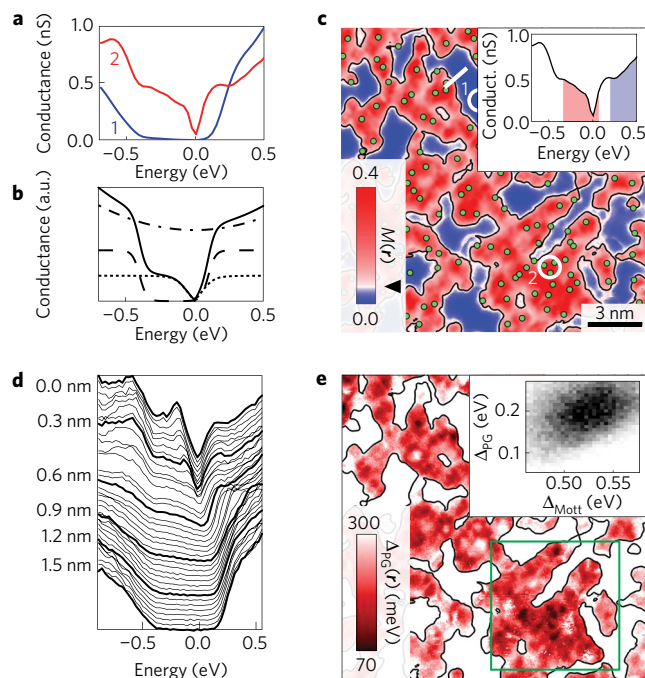 a
Conductance (nS)
1.0
0.5
0.0
2
1
−0.5 0.0 0.5
Energy (eV)
b
Conductance (a.u.)
−0.5 0.0 0.5
Energy (eV)
c
1
2
0.4
M(r)
0.0
3 nm
Conduct. (nS)
1.0
0.5
0.0
−0.5 0.0 0.5
Energy (eV)
d
0.0 nm
0.3 nm
0.6 nm
0.9 nm
1.2 nm
1.5 nm
−0.5 0.0 0.5
Energy (eV)
e
300
ΔPG(r) (meV)
70
ΔPG (eV)
0.2
0.1
0.50 0.55
ΔMott (eV)